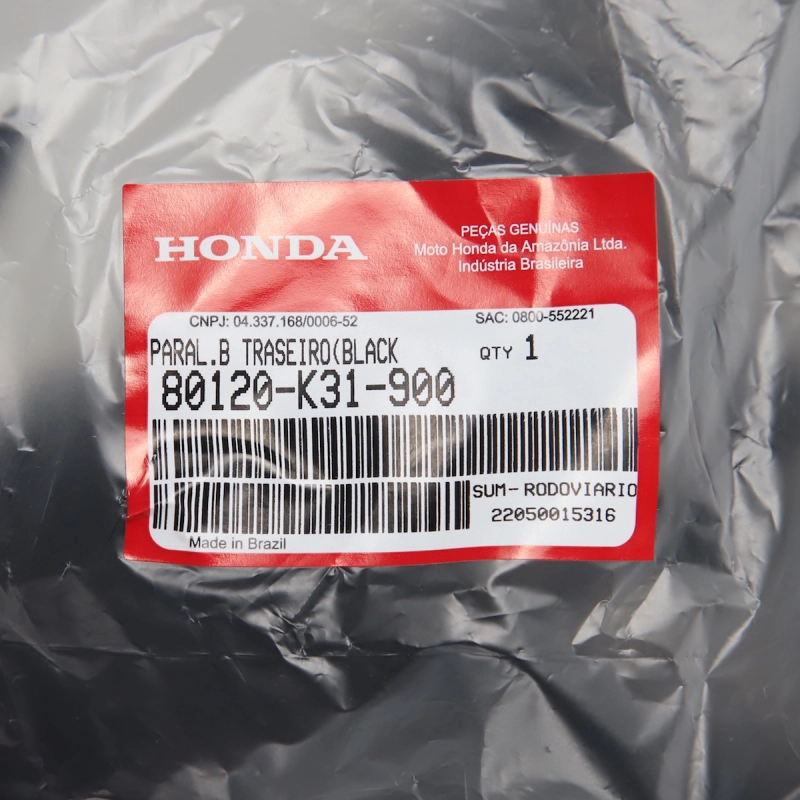 HONDA
PEÇAS GENUÍNAS
Moto Honda da Amazônia Ltda.
Indústria Brasileira
CNPJ: 04.337.168/0006-52
SAC: 0800-552221
PARAL.B TRASEIRO(BLACK
QTY 1
80120-K31-900
SUM-RODOVIARIO
22050015316
Made in Brazil